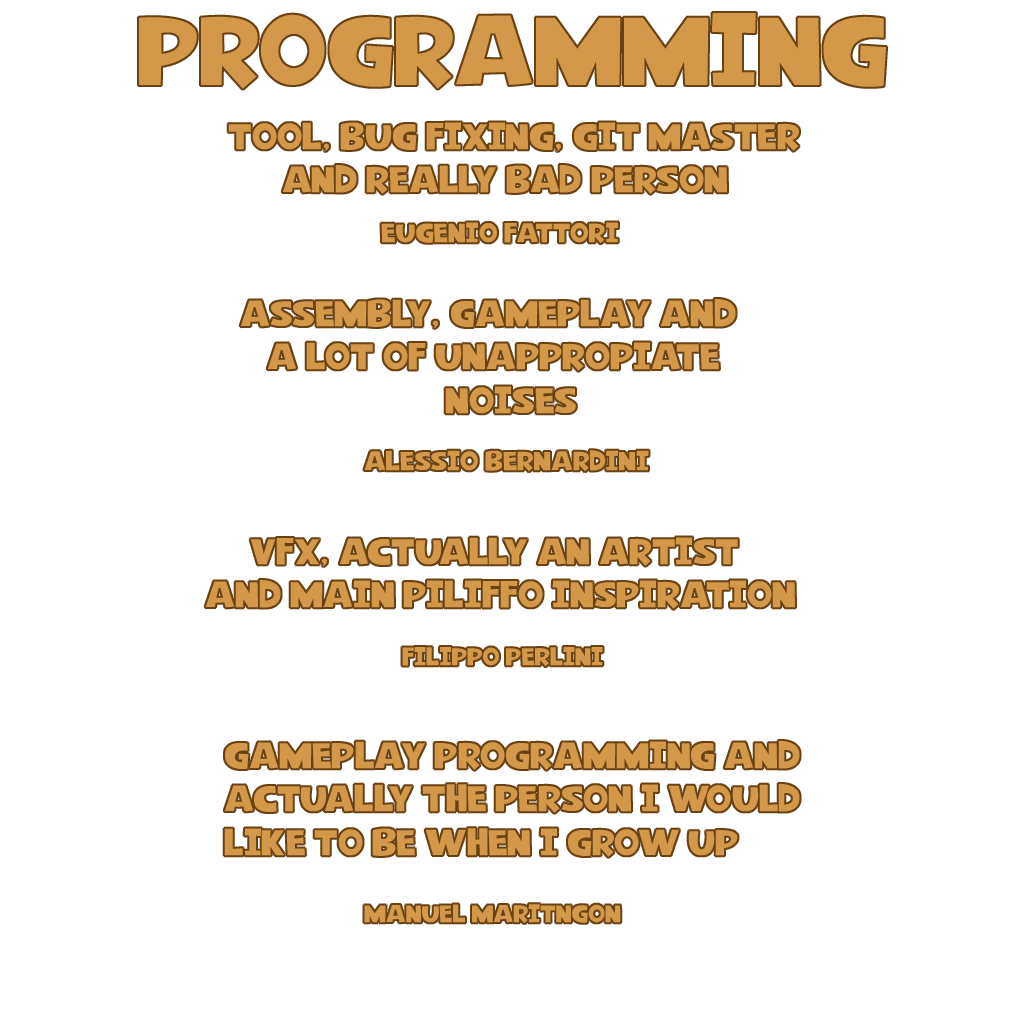 PROGRAMMING
TOOL, BUG FIXING, GIT MASTER
AND REALLY BAD PERSON
EUGENIO FATTORI
ASSEMBLY, GAMEPLAY AND
A LOT OF UNAPPROPIATE
NOISES
ALESSIO BERNARDINI
VFX, ACTUALLY AN ARTIST
AND MAIN PILIFFO INSPIRATION
FILIPPO PERLINI
GAMEPLAY PROGRAMMING AND
ACTUALLY THE PERSON I WOULD
LIKE TO BE WHEN I GROW UP
MANUEL MARITNGON